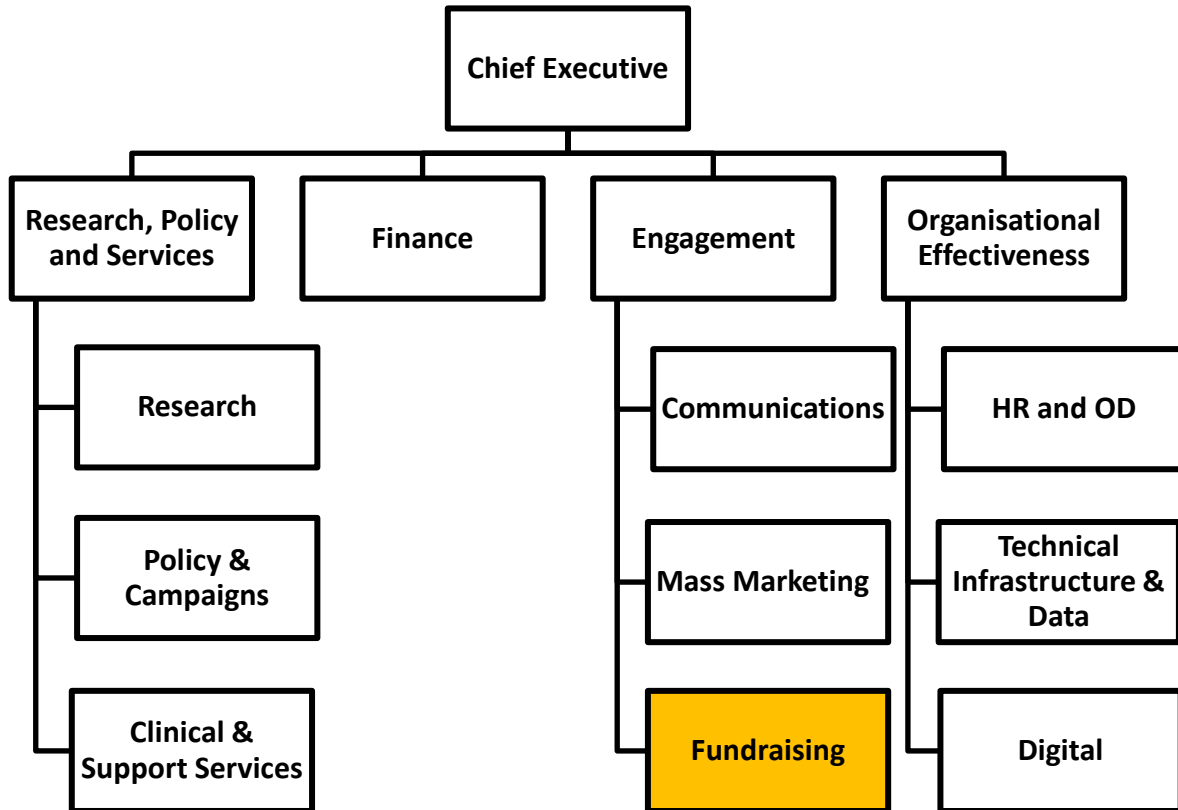 Chief Executive
Research, Policy
and Services
Finance
Engagement
Organisational
Effectiveness
Research
Communications
HR and OD
Policy &
Campaigns
Mass Marketing
Technical
Infrastructure &
Data
Clinical &
Support Services
Fundraising
Digital